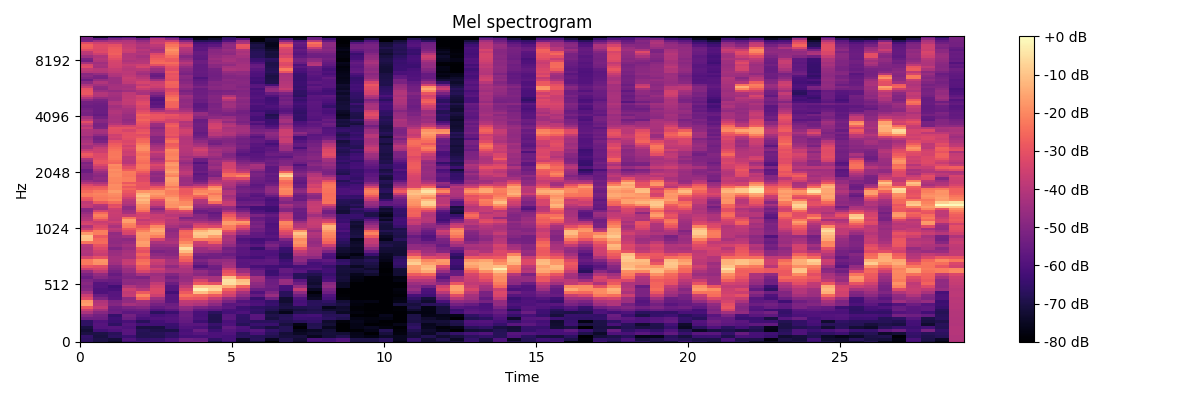 Mel spectrogram
8192
4096
2048
1024
512
0
Hz
0 5 10 15 20 25
Time
+0 dB
-10 dB
-20 dB
-30 dB
-40 dB
-50 dB
-60 dB
-70 dB
-80 dB